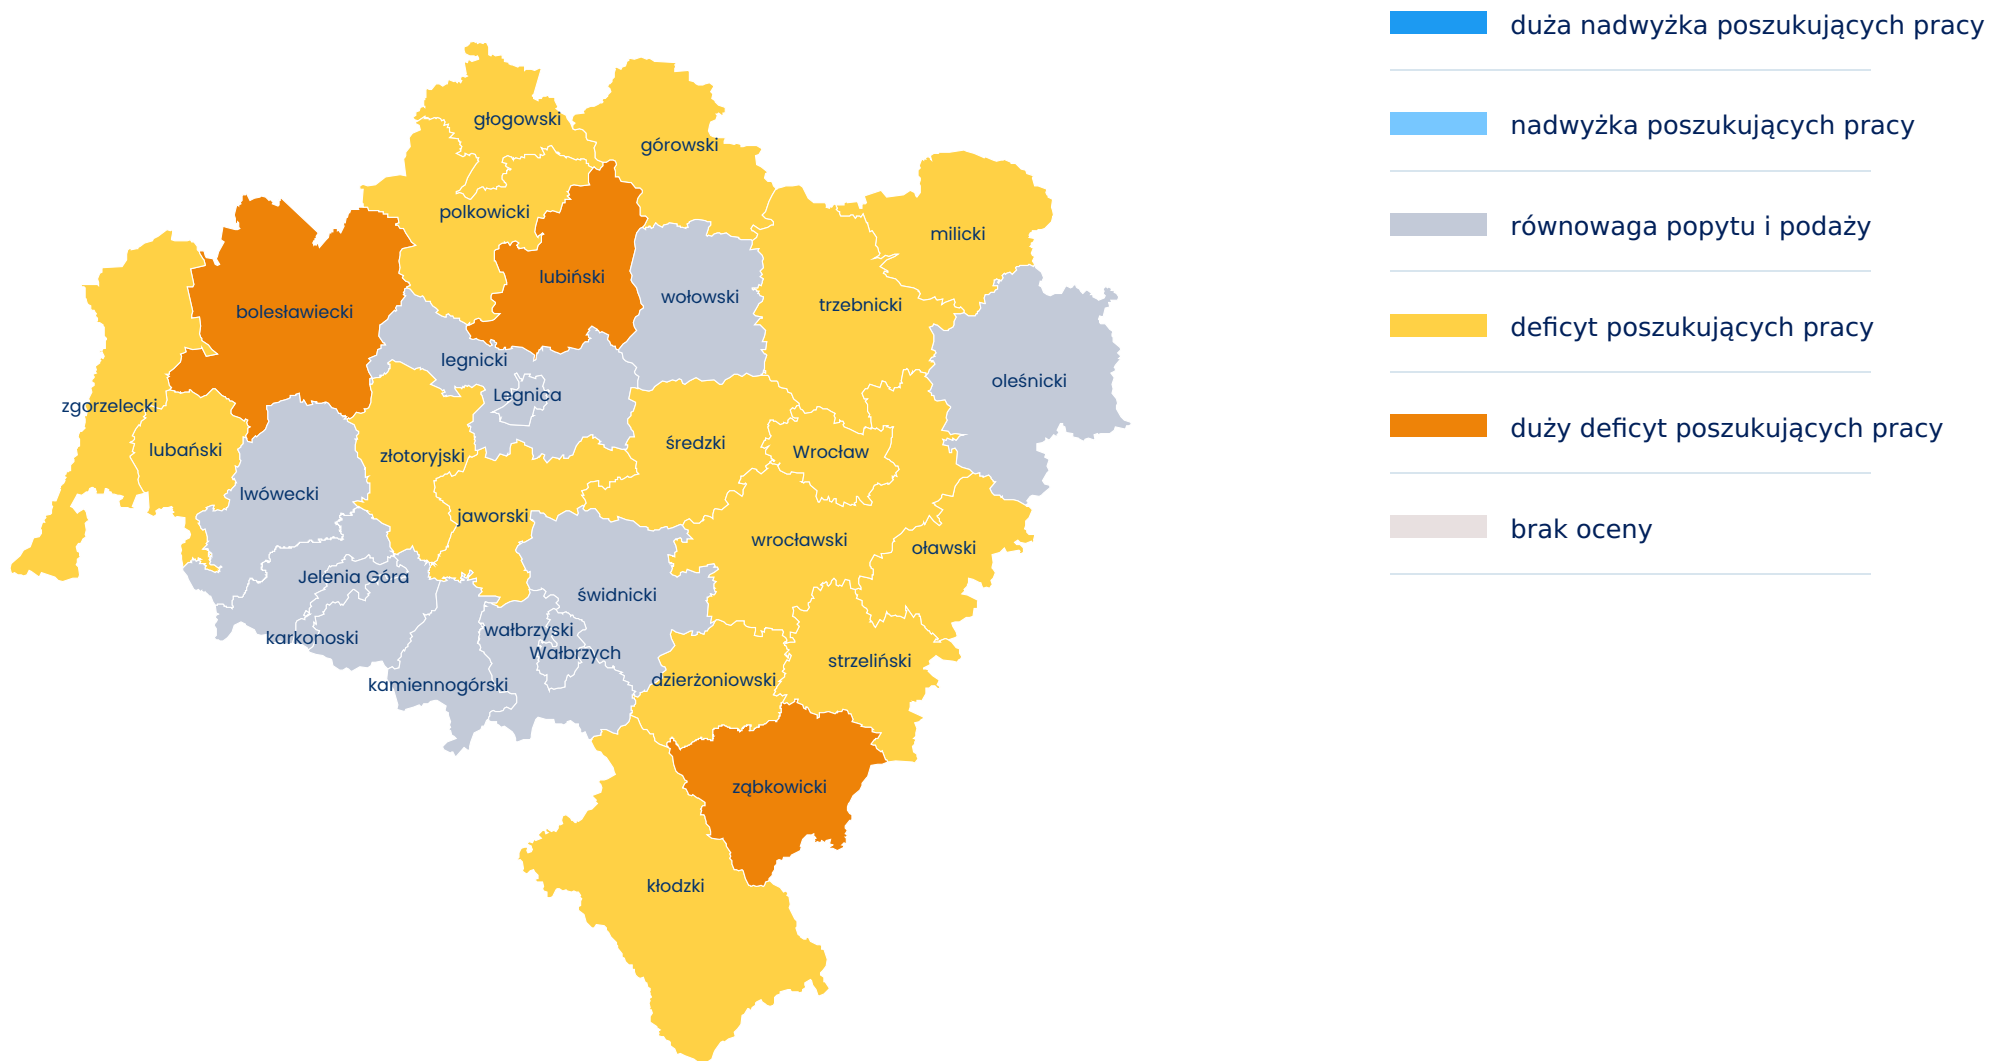 duża nadwyżka poszukujących pracy
nadwyżka poszukujących pracy
równowaga popytu i podaży
deficyt poszukujących pracy
duży deficyt poszukujących pracy
brak oceny
głogowski
górowski
polkowicki
milicki
lubiński
wołowski
trzebnicki
bolesławiecki
legnicki
oleśnicki
Legnica
zgorzelecki
średzki
lubański
Wrocław
złotoryjski
lwówecki
jaworski
wrocławski
oławski
Jelenia Góra
świdnicki
wałbrzyski
karkonoski
Wałbrzych
strzeliński
dzierżoniowski
kamiennogórski
ząbkowicki
kłodzki